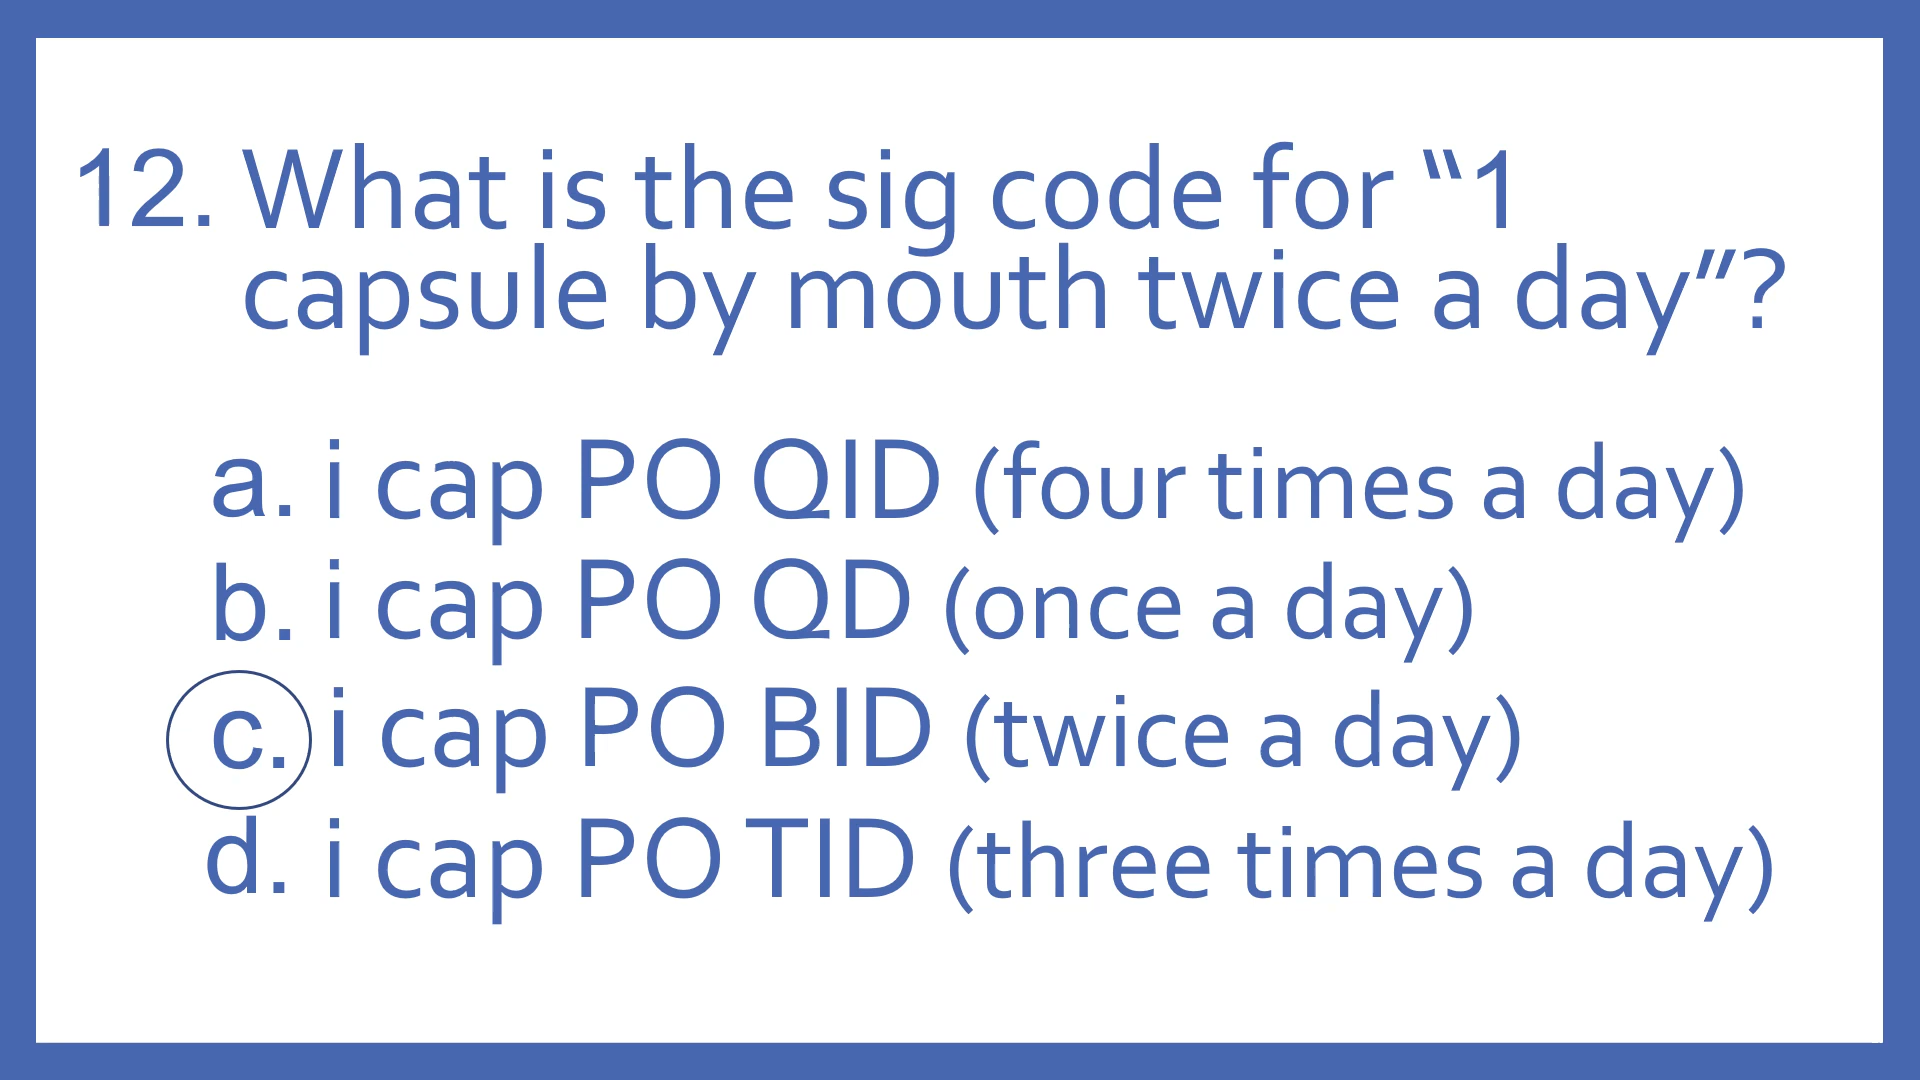 12. What is the sig code for “1
capsule by mouth twice a day”?
a. i cap PO QID (four times a day)
b. i cap PO QD (once a day)
c. i cap PO BID (twice a day)
d. i cap PO TID (three times a day)